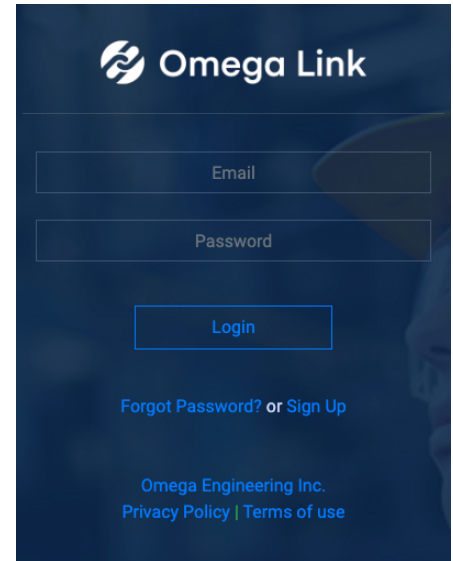 Omega Link
Email
Password
Login
Forgot Password? or Sign Up
Omega Engineering Inc.
Privacy Policy | Terms of use